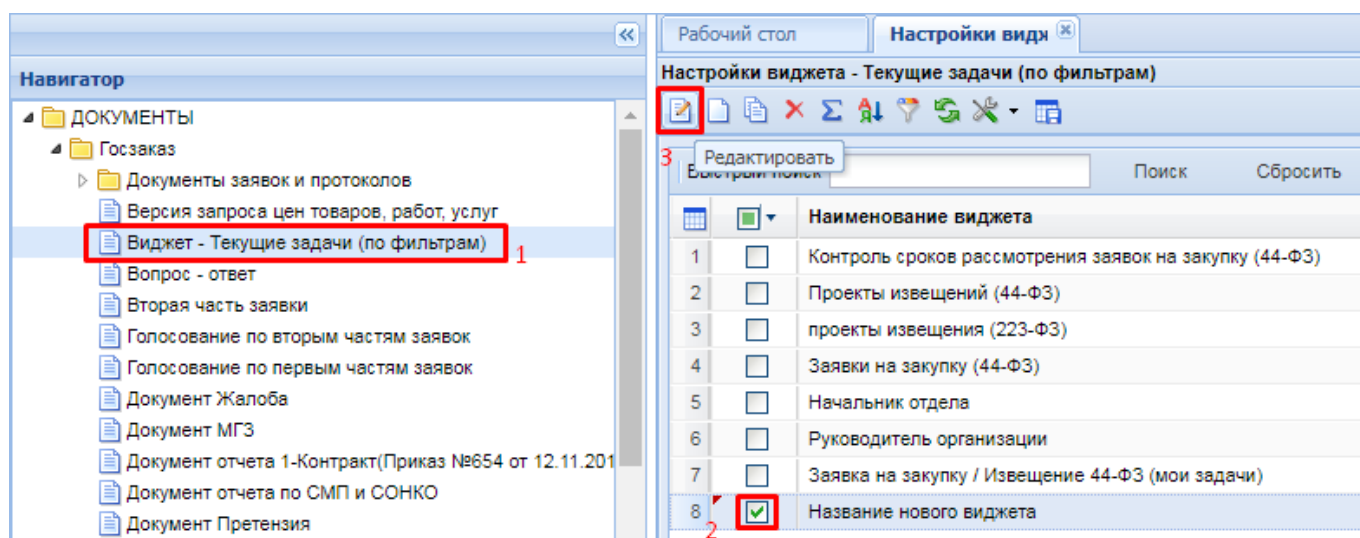 Навигатор
ДОКУМЕНТЫ
Госзаказ
Документы заявок и протоколов
Версия запроса цен товаров, работ, услуг
Виджет - Текущие задачи (по фильтрам)
1
Вопрос - ответ
Вторая часть заявки
Голосование по вторым частям заявок
Голосование по первым частям заявок
Документ Жалоба
Документ МГЗ
Документ отчета 1-Контракт(Приказ №654 от 12.11.201
Документ отчета по СМП и СОНКО
Документ Претензия
Рабочий стол
Настройки видж
Настройки виджета - Текущие задачи (по фильтрам)
3
Редактировать
Поиск
Сбросить
Наименование виджета
1 Контроль сроков рассмотрения заявок на закупку (44-ФЗ)
2 Проекты извещений (44-ФЗ)
3 проекты извещения (223-ФЗ)
4 Заявки на закупку (44-ФЗ)
5 Начальник отдела
6 Руководитель организации
7 Заявка на закупку / Извещение 44-ФЗ (мои задачи)
8 Название нового виджета
2